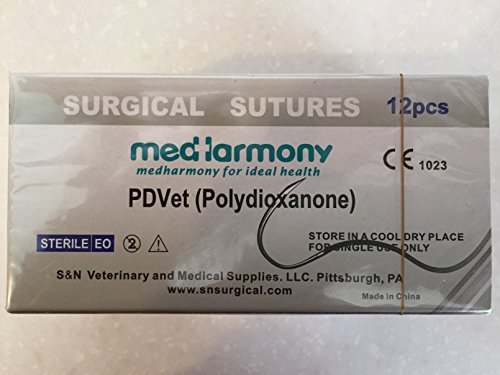 SURGICAL SUTURES 12pcs
medharmony
medharmony for ideal health
CE 1023
PDVet (Polydioxanone)
STORE IN A COOL DRY PLACE
FOR SINGLE USE ONLY
STERILE EO 2
S&N Veterinary and Medical Supplies. LLC. Pittsburgh, PA
www.snsurgical.com
Made in China